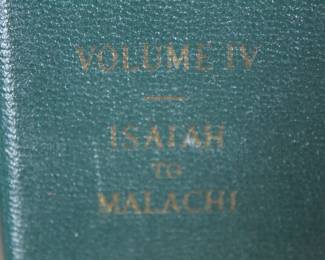 VOLUME IV
ISAIAH
TO
MALACHI